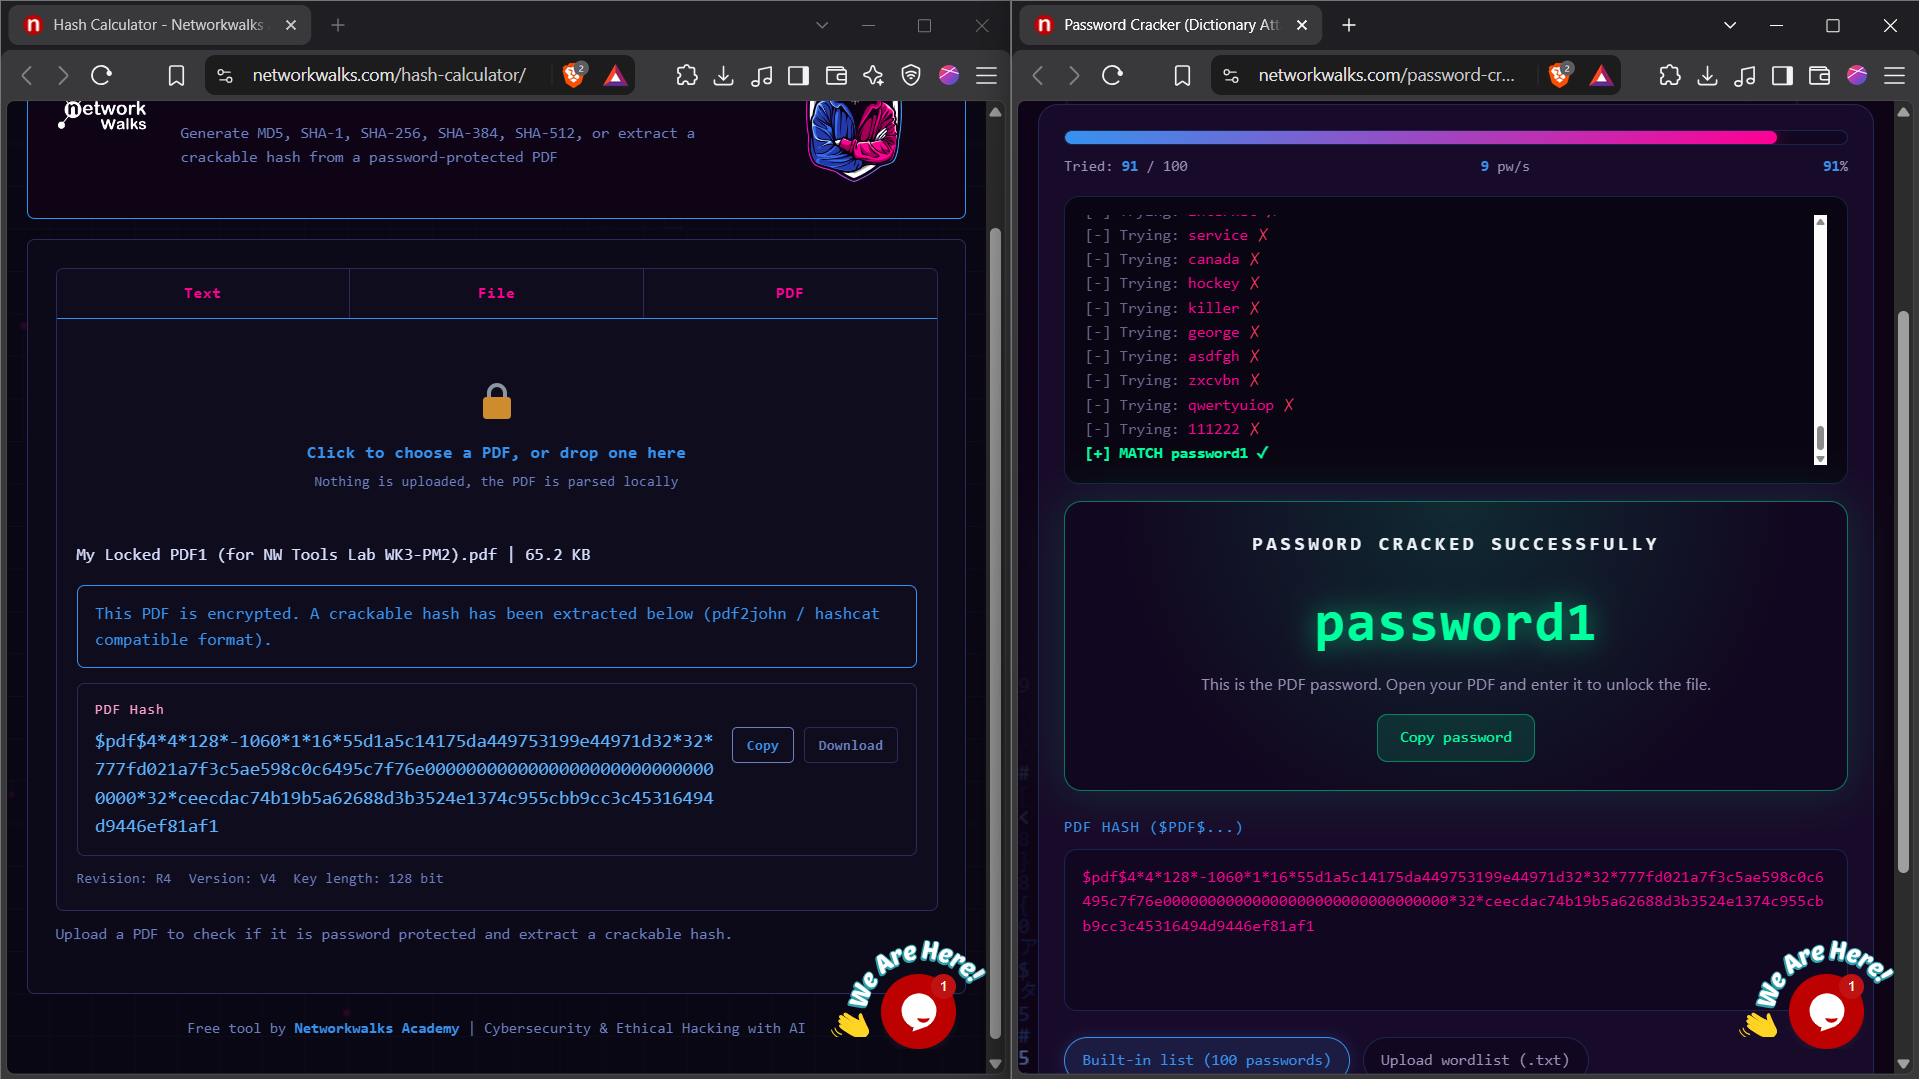 Hash Calculator - Networkwalks
networkwalks.com/hash-calculator/
2
network
Walks
Generate MD5, SHA-1, SHA-256, SHA-384, SHA-512, or extract a
crackable hash from a password-protected PDF
Text
File
PDF
Click to choose a PDF, or drop one here
Nothing is uploaded, the PDF is parsed locally
My Locked PDF1 (for NW Tools Lab WK3-PM2).pdf | 65.2 KB
This PDF is encrypted. A crackable hash has been extracted below (pdf2john / hashcat
compatible format).
PDF Hash
$pdf$4*4*128*-1060*1*16*55d1a5c14175da449753199e44971d32*32*
777fd021a7f3c5ae598c0c6495c7f76e0000000000000000000000000000
0000*32*ceecdac74b19b5a62688d3b3524e1374c955cbb9cc3c45316494
d9446ef81af1
Copy
Download
Revision: R4 Version: V4 Key length: 128 bit
Upload a PDF to check if it is password protected and extract a crackable hash.
We Are Here!
1
Free tool by Networkwalks Academy | Cybersecurity & Ethical Hacking with AI
Password Cracker (Dictionary Att
networkwalks.com/password-cr...
2
Tried: 91 / 100
9 pw/s
91%
[-] Trying: service ✗
[-] Trying: canada ✗
[-] Trying: hockey ✗
[-] Trying: killer ✗
[-] Trying: george ✗
[-] Trying: asdfgh ✗
[-] Trying: zxcvbn ✗
[-] Trying: qwertyuiop ✗
[-] Trying: 111222 ✗
[+] MATCH password1 ✓
PASSWORD CRACKED SUCCESSFULLY
password1
This is the PDF password. Open your PDF and enter it to unlock the file.
Copy password
PDF HASH ($PDF$...)
$pdf$4*4*128*-1060*1*16*55d1a5c14175da449753199e44971d32*32*777fd021a7f3c5ae598c0c6
495c7f76e00000000000000000000000000000000*32*ceecdac74b19b5a62688d3b3524e1374c955cb
b9cc3c45316494d9446ef81af1
We Are Here!
1
Built-in list (100 passwords)
Upload wordlist (.txt)